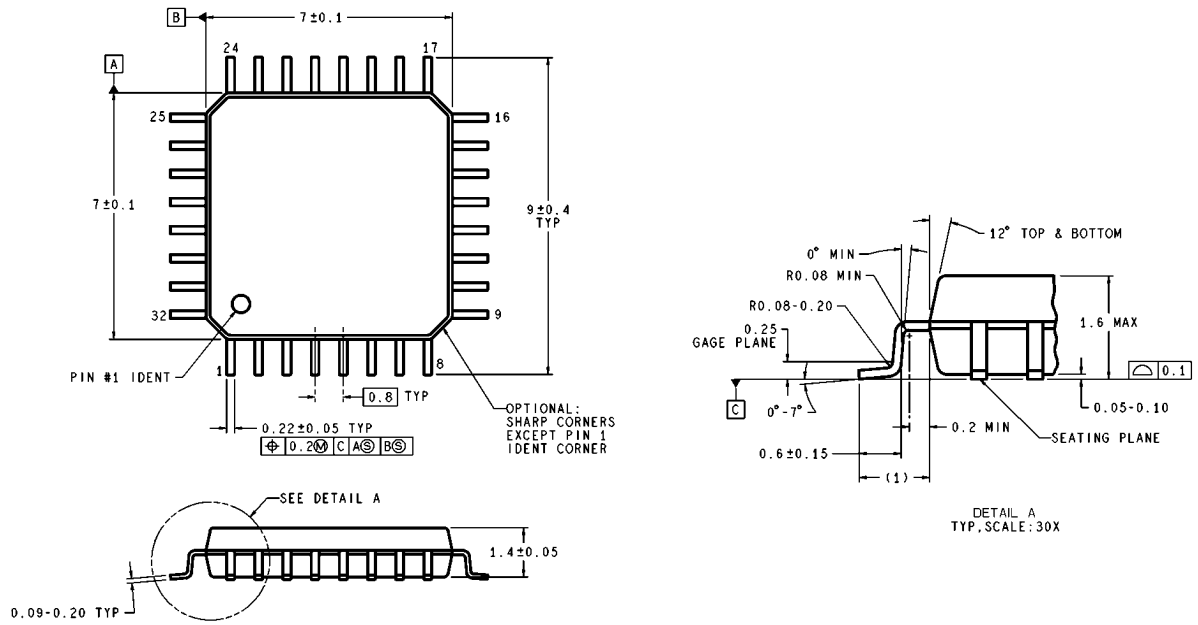 B
7±0.1
24
17
A
25
16
7±0.1
9±0.4
TYP
32
9
1
8
PIN #1 IDENT
0.8 TYP
OPTIONAL:
SHARP CORNERS
EXCEPT PIN 1
IDENT CORNER
0.22±0.05 TYP
⌖ 0.2Ⓜ C AⓈ BⓈ
SEE DETAIL A
1.4±0.05
0.09-0.20 TYP
12° TOP & BOTTOM
0° MIN
R0.08 MIN
R0.08-0.20
0.25
GAGE PLANE
1.6 MAX
⌓ 0.1
C
0°-7°
0.05-0.10
0.2 MIN
SEATING PLANE
0.6±0.15
(1)
DETAIL A
TYP,SCALE:30X